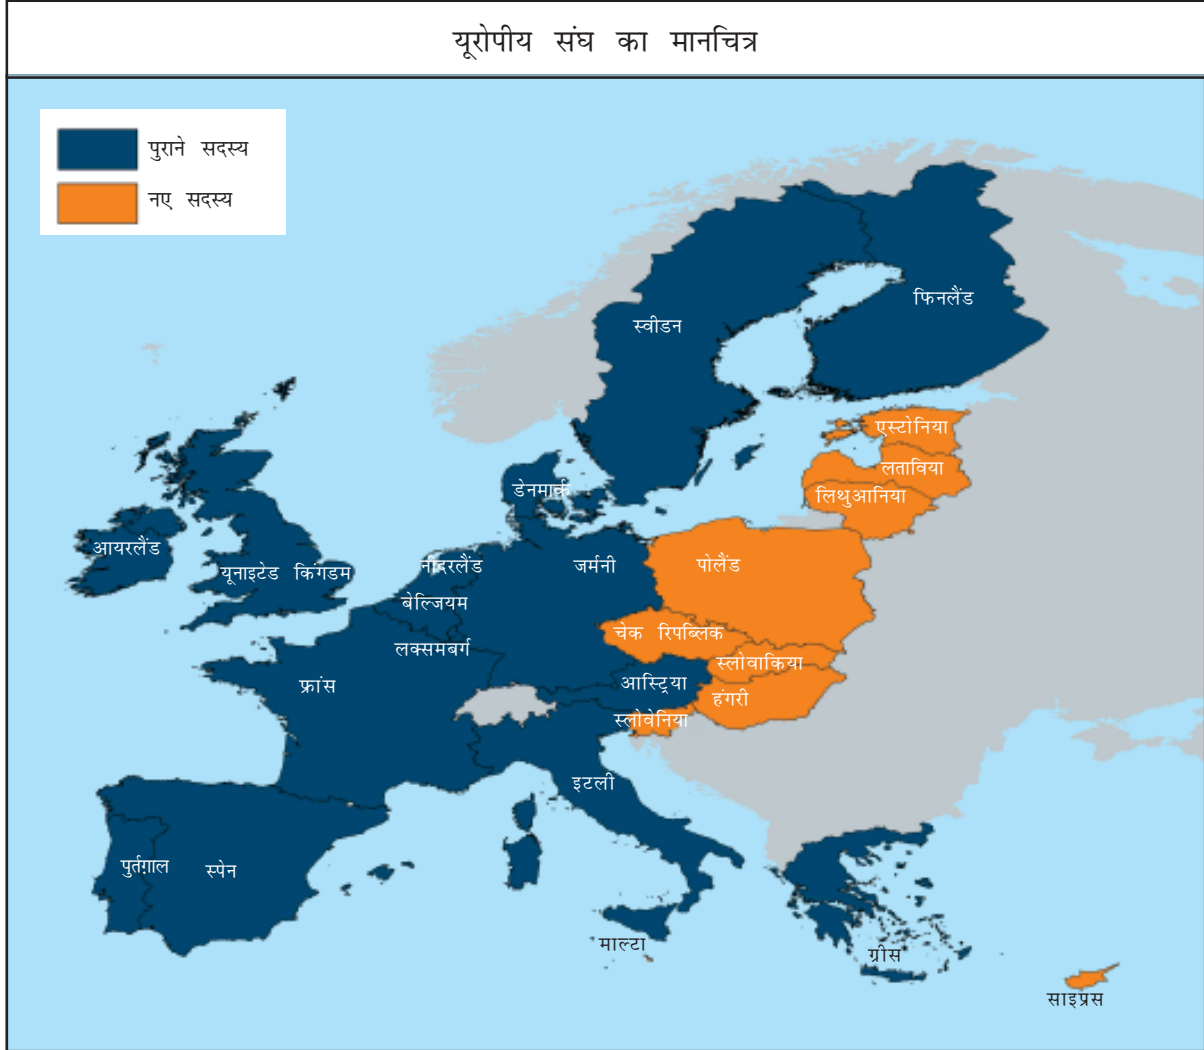 यूरोपीय संघ का मानचित्र
पुराने सदस्य
नए सदस्य
फिनलैंड
स्वीडन
एस्टोनिया
लताविया
लिथुआनिया
डेनमार्क
आयरलैंड
यूनाइटेड किंगडम
नीदरलैंड
जर्मनी
पोलैंड
बेल्जियम
चेक रिपब्लिक
लक्समबर्ग
स्लोवाकिया
फ्रांस
आस्ट्रिया
हंगरी
स्लोवेनिया
इटली
पुर्तगाल
स्पेन
माल्टा
ग्रीस
साइप्रस